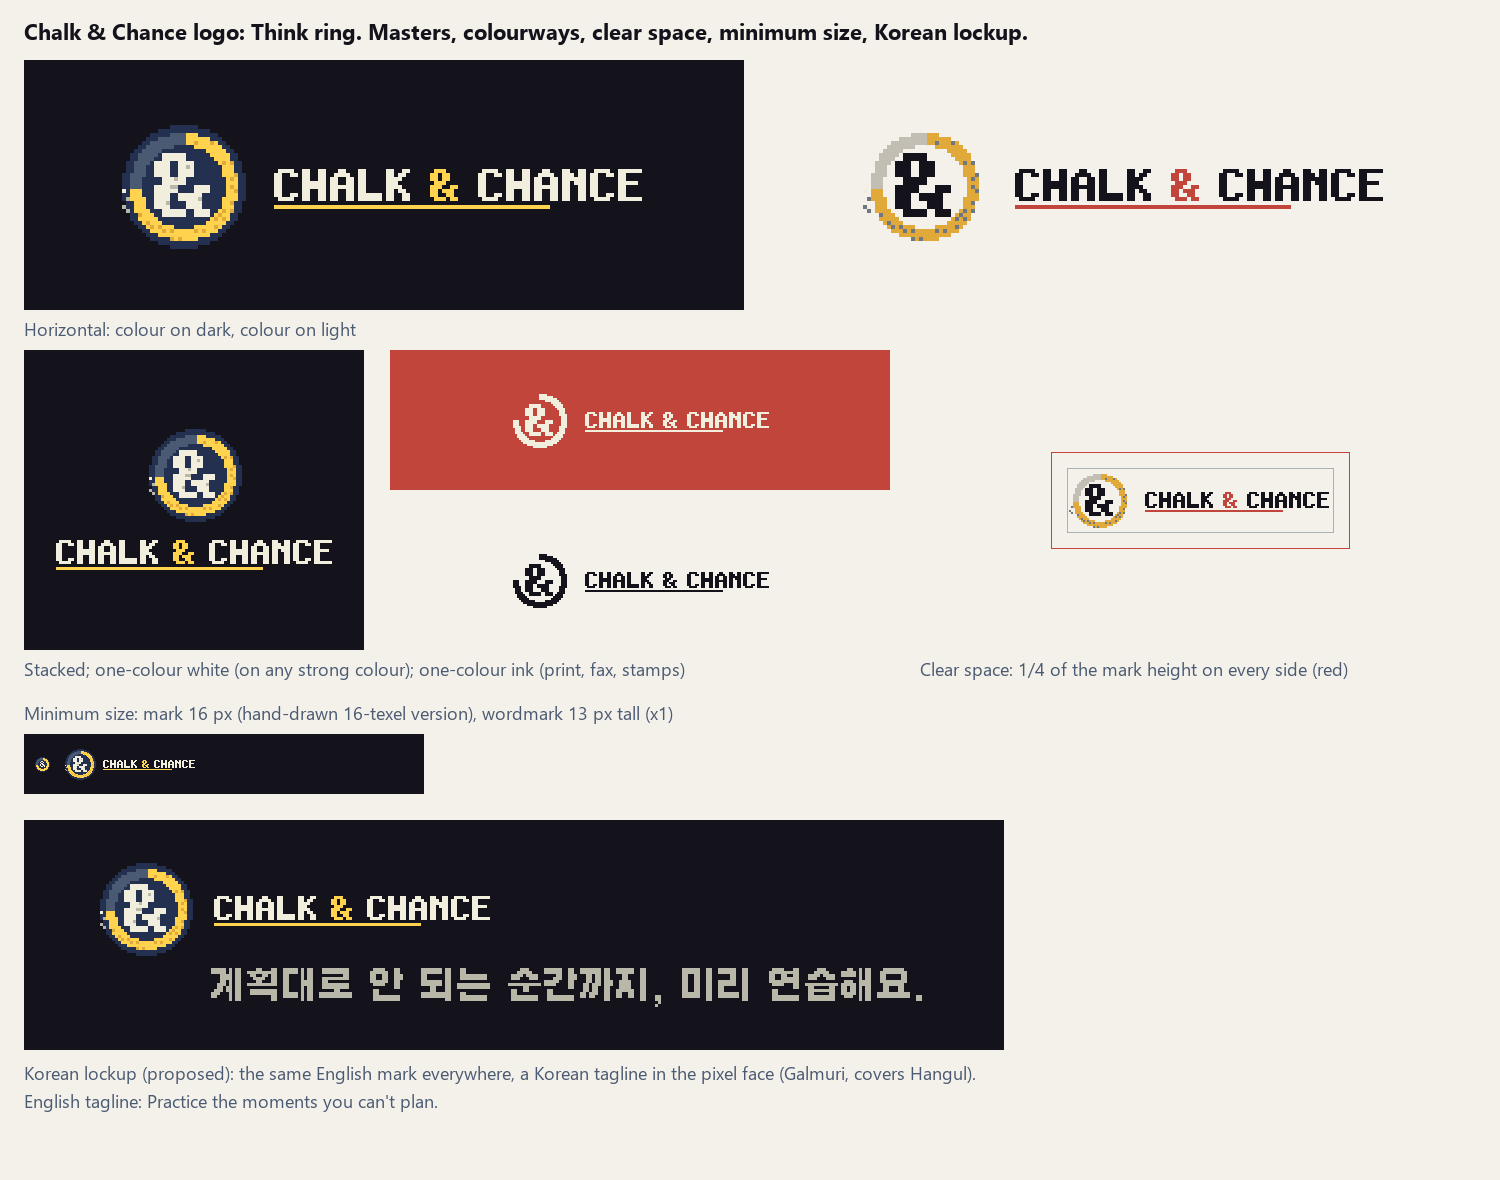 Chalk & Chance logo: Think ring. Masters, colourways, clear space, minimum size, Korean lockup.
& CHALK & CHANCE
& CHALK & CHANCE
Horizontal: colour on dark, colour on light
&
CHALK & CHANCE
& CHALK & CHANCE
& CHALK & CHANCE
& CHALK & CHANCE
Stacked; one-colour white (on any strong colour); one-colour ink (print, fax, stamps)
Clear space: 1/4 of the mark height on every side (red)
Minimum size: mark 16 px (hand-drawn 16-texel version), wordmark 13 px tall (x1)
& & CHALK & CHANCE
& CHALK & CHANCE
계획대로 안 되는 순간까지, 미리 연습해요.
Korean lockup (proposed): the same English mark everywhere, a Korean tagline in the pixel face (Galmuri, covers Hangul).
English tagline: Practice the moments you can't plan.